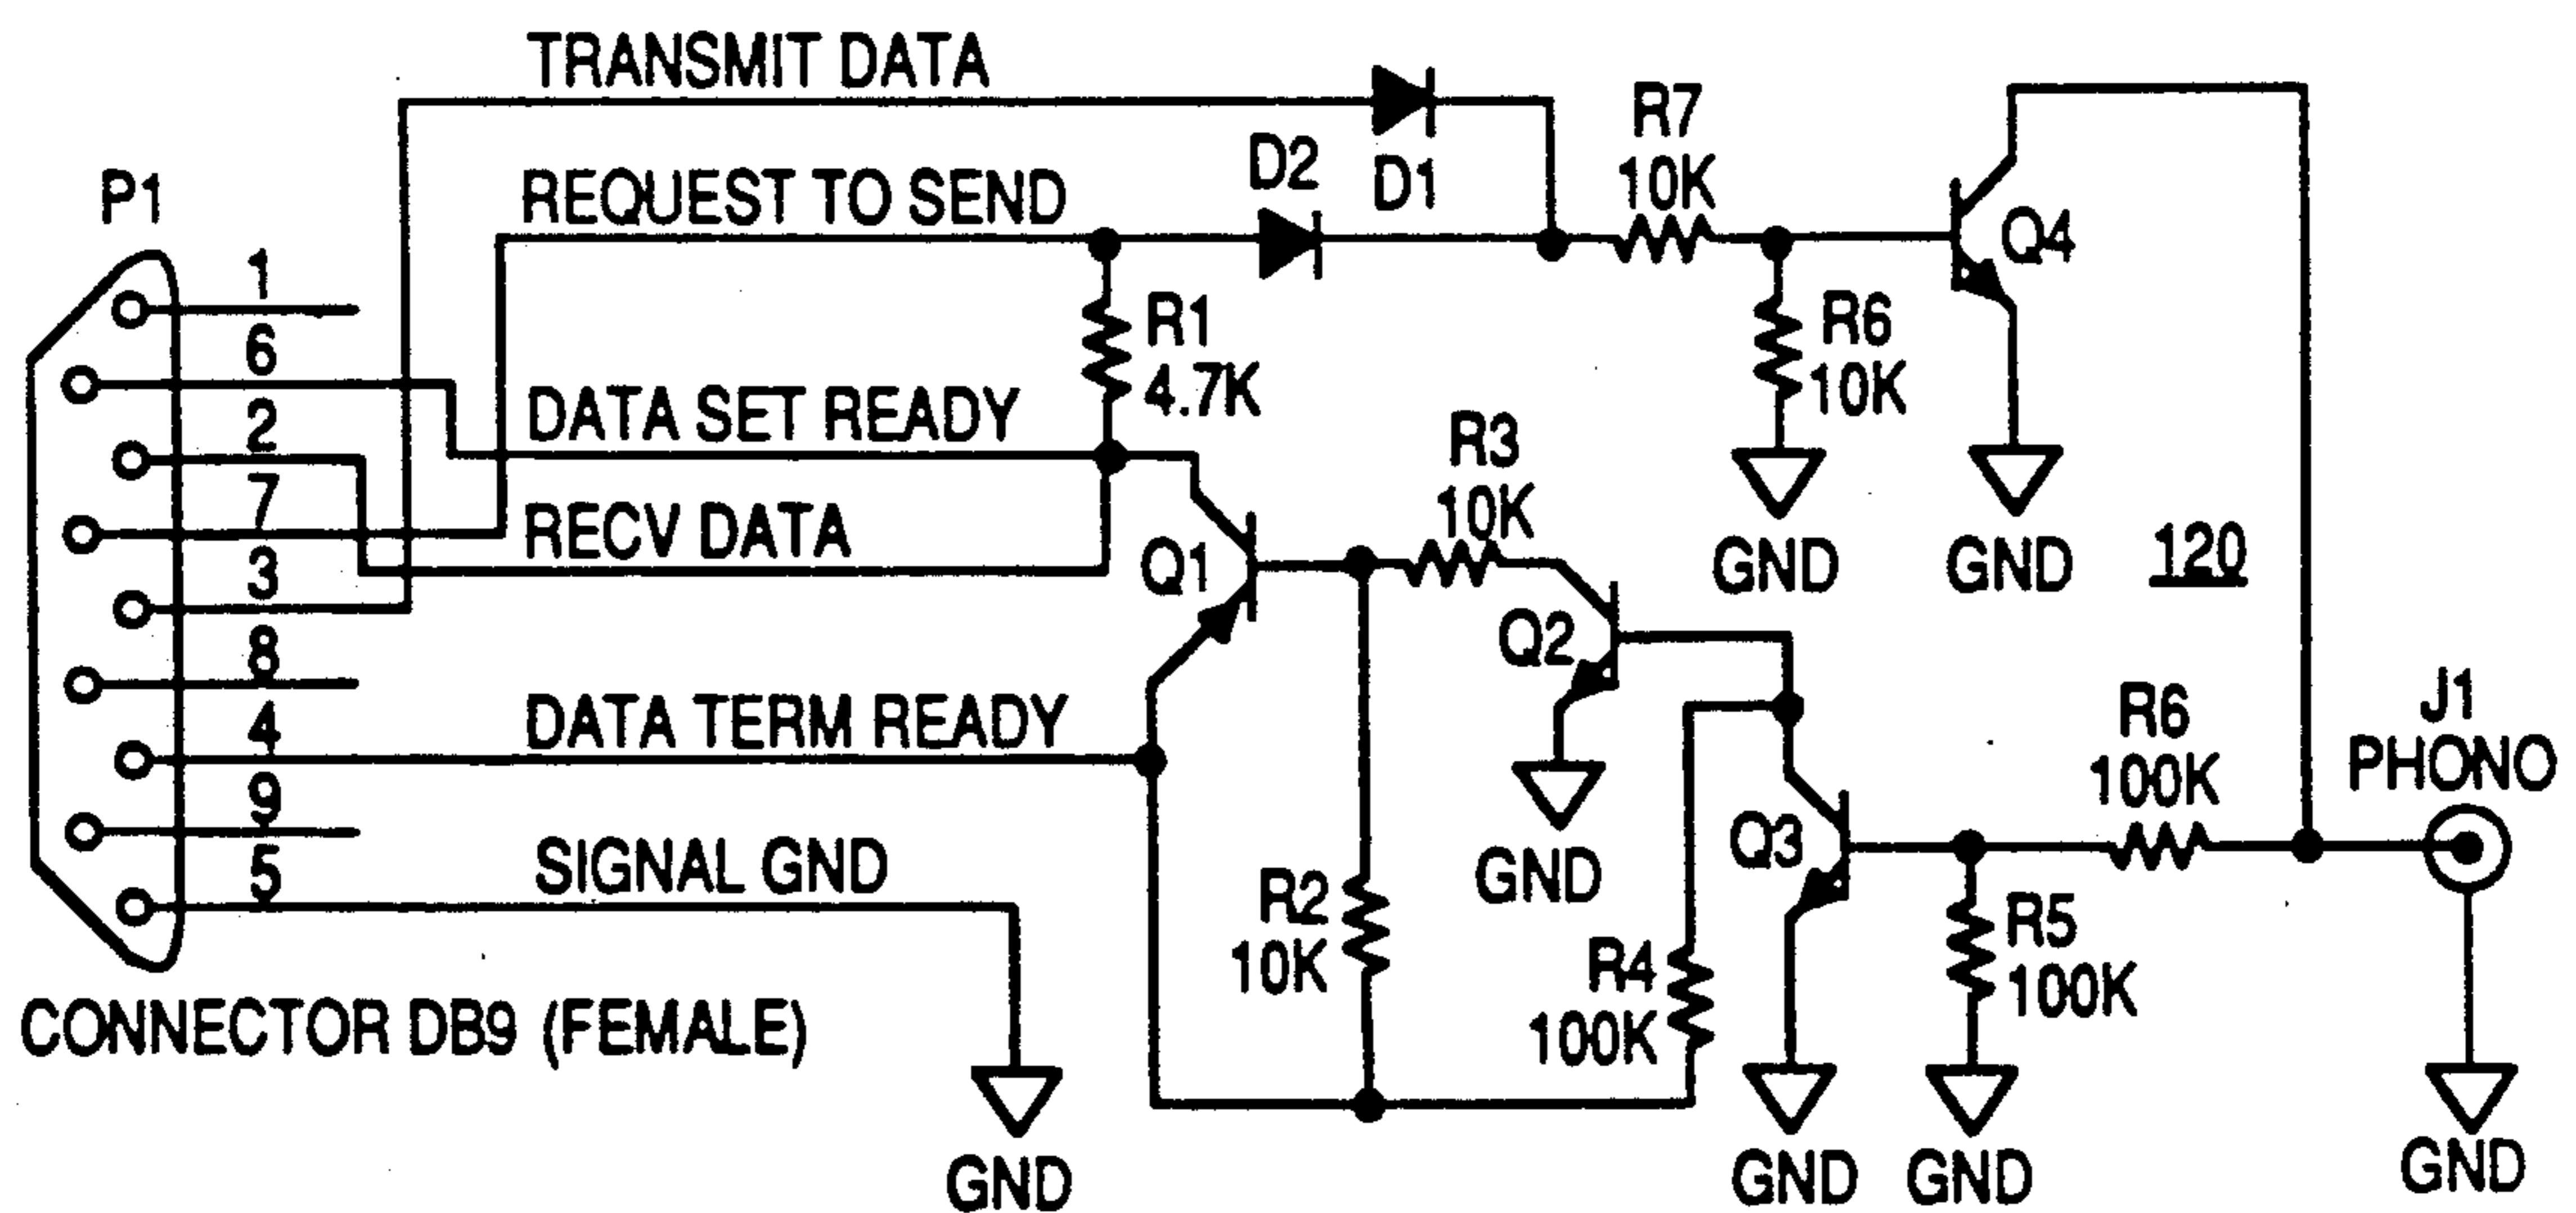 TRANSMIT DATA
R7
10K
D2
D1
P1
REQUEST TO SEND
Q4
1
6
R1
4.7K
R6
10K
DATA SET READY
2
R3
10K
7
RECV DATA
Q1
GND
GND
120
3
Q2
8
DATA TERM READY
4
R6
100K
J1
PHONO
9
Q3
GND
5
SIGNAL GND
R2
10K
R4
100K
R5
100K
CONNECTOR DB9 (FEMALE)
GND
GND
GND
GND